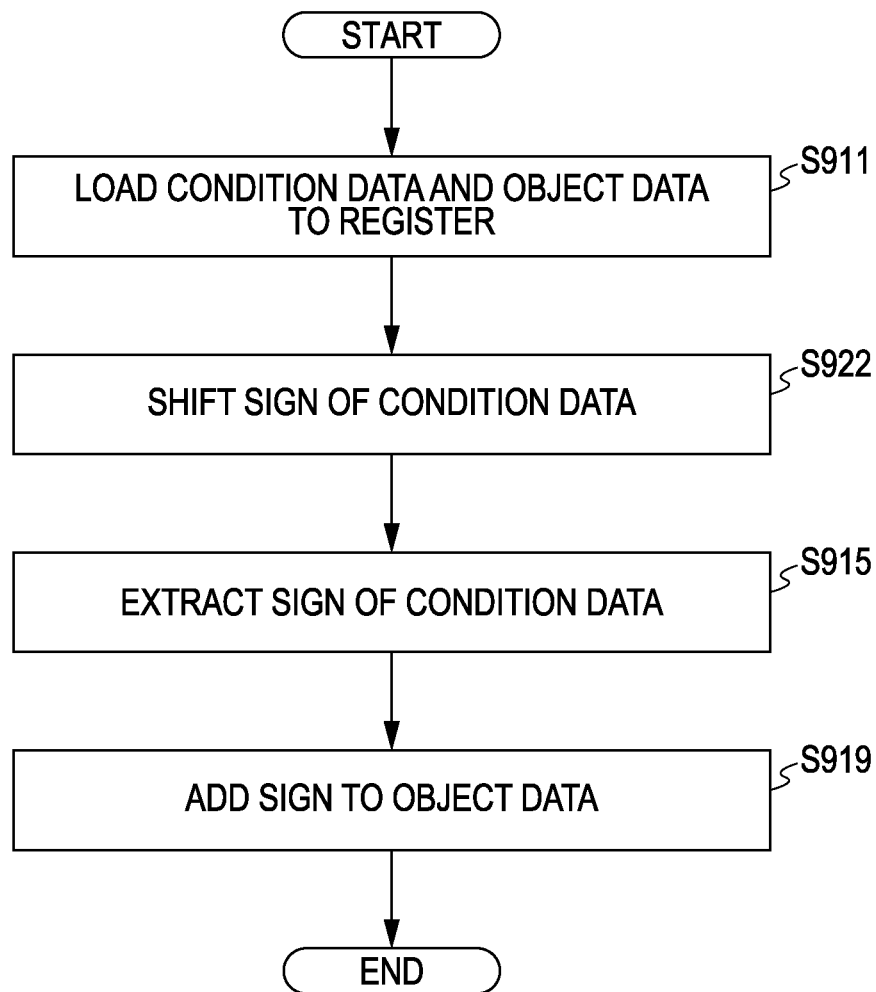 START
LOAD CONDITION DATA AND OBJECT DATA
TO REGISTER
S911
SHIFT SIGN OF CONDITION DATA
S922
EXTRACT SIGN OF CONDITION DATA
S915
ADD SIGN TO OBJECT DATA
S919
END